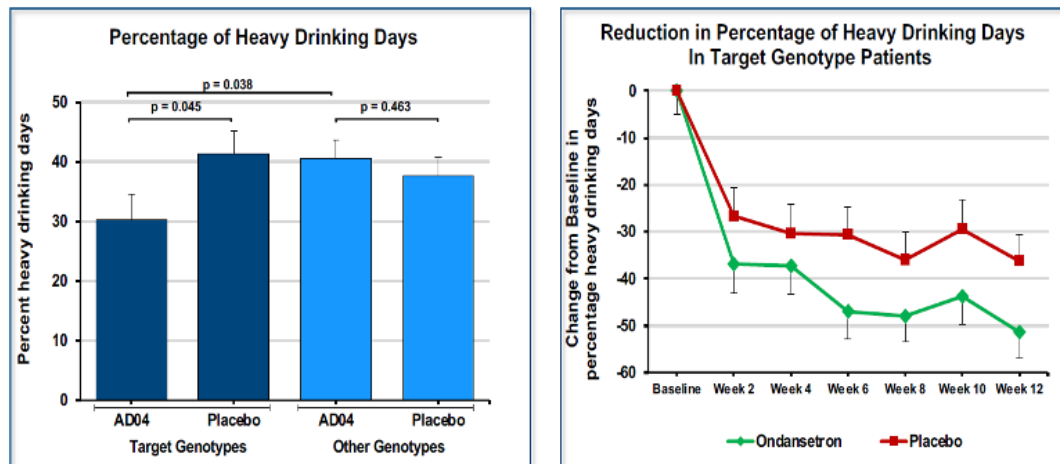 Percentage of Heavy Drinking Days
p = 0.038
p = 0.045
p = 0.463
Percent heavy drinking days
50
40
30
20
10
0
AD04 Placebo AD04 Placebo
Target Genotypes Other Genotypes
Reduction in Percentage of Heavy Drinking Days
In Target Genotype Patients
Change from Baseline in
percentage heavy drinking days
0
-10
-20
-30
-40
-50
-60
Baseline Week 2 Week 4 Week 6 Week 8 Week 10 Week 12
Ondansetron Placebo